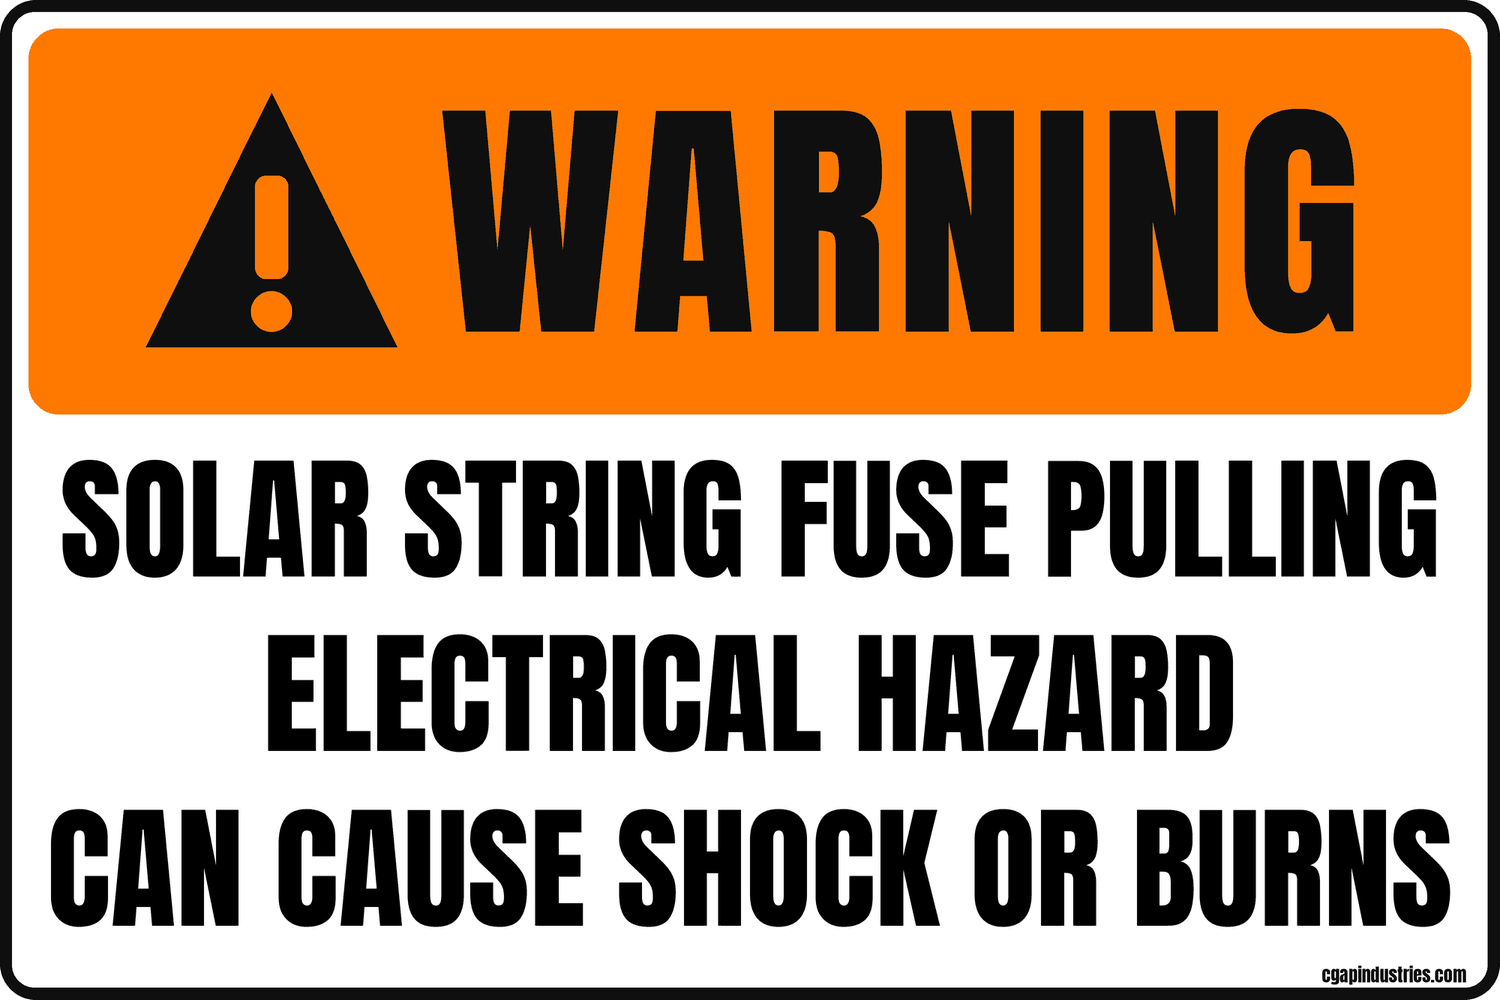 WARNING
SOLAR STRING FUSE PULLING
ELECTRICAL HAZARD
CAN CAUSE SHOCK OR BURNS
cgapindustries.com